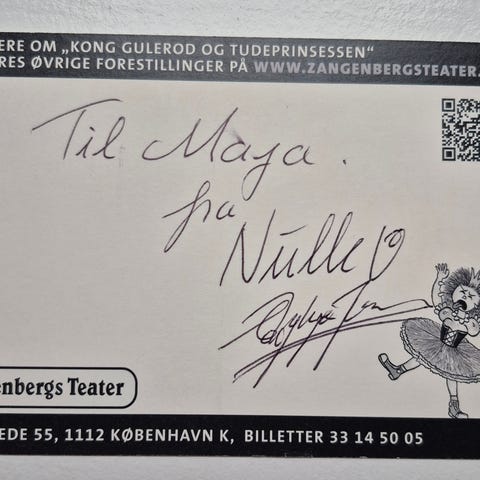 ERE OM „KONG GULEROD OG TUDEPRINSESSEN“
RES ØVRIGE FORESTILLINGER PÅ WWW.ZANGENBERGSTEATER.
Til Maja.
fra
Nulle
enbergs Teater
EDE 55, 1112 KØBENHAVN K, BILLETTER 33 14 50 05